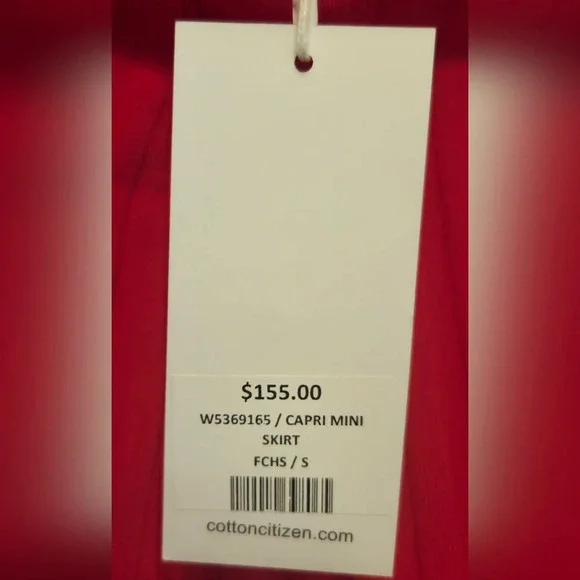 $155.00
W5369165 / CAPRI MINI
SKIRT
FCHS / S
cottoncitizen.com